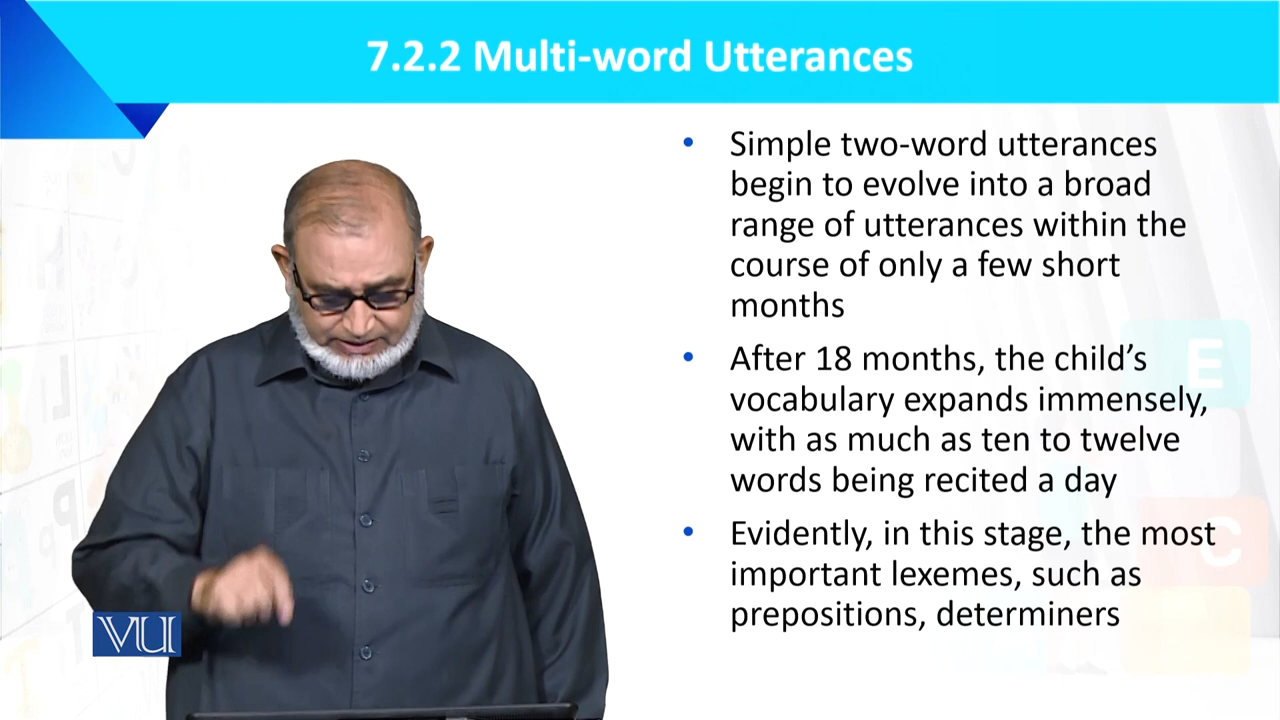 7.2.2 Multi-word Utterances
• Simple two-word utterances
begin to evolve into a broad
range of utterances within the
course of only a few short
months
• After 18 months, the child’s
vocabulary expands immensely,
with as much as ten to twelve
words being recited a day
• Evidently, in this stage, the most
important lexemes, such as
prepositions, determiners
VU
E
C